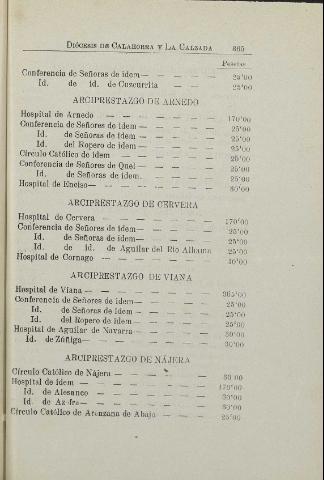 DIÓCESIS DE CALAHORRA Y LA CALZADA 365
Pesetas
Conferencia de Señoras de idem — — — — 25'00
Id. de id. de Cuzcurrita — — 25'00
ARCIPRESTAZGO DE ARNEDO
Hospital de Arnedo — — — — — — 170'00
Conferencia de Señores de idem — — — — 25'00
Id. de Señoras de idem — — — — 25'00
Id. del Ropero de idem — — — — 25'00
Círculo Católico de idem — — — — — 25'00
Conferencia de Señoras de Quel — — — — 25'00
Id. de Señoras de idem. — — — 25'00
Hospital de Enciso — — — — — — 80'00
ARCIPRESTAZGO DE CERVERA
Hospital de Cervera — — — — — — 170'00
Conferencia de Señores de idem — — — — 25'00
Id. de Señoras de idem — — — — 25'00
Id. de id. de Aguilar del Río Alhama 25'00
Hospital de Cornago — — — — — — 40'00
ARCIPRESTAZGO DE VIANA
Hospital de Viana — — — — — — 365'00
Conferencia de Señores de idem — — — — 25'00
Id. de Señoras de idem — — — — 25'00
Id. del Ropero de idem — — — — 25'00
Hospital de Aguilar de Navarra — — — — 30'00
Id. de Zúñiga — — — — — — 30'00
ARCIPRESTAZGO DE NÁJERA
Círculo Católico de Nájera — — — — — 60'00
Hospital de idem — — — — — — 170'00
Id. de Alesanco — — — — — 30'00
Id. de Azofra — — — — — — 30'00
Círculo Católico de Arenzana de Abajo — — — 25'00